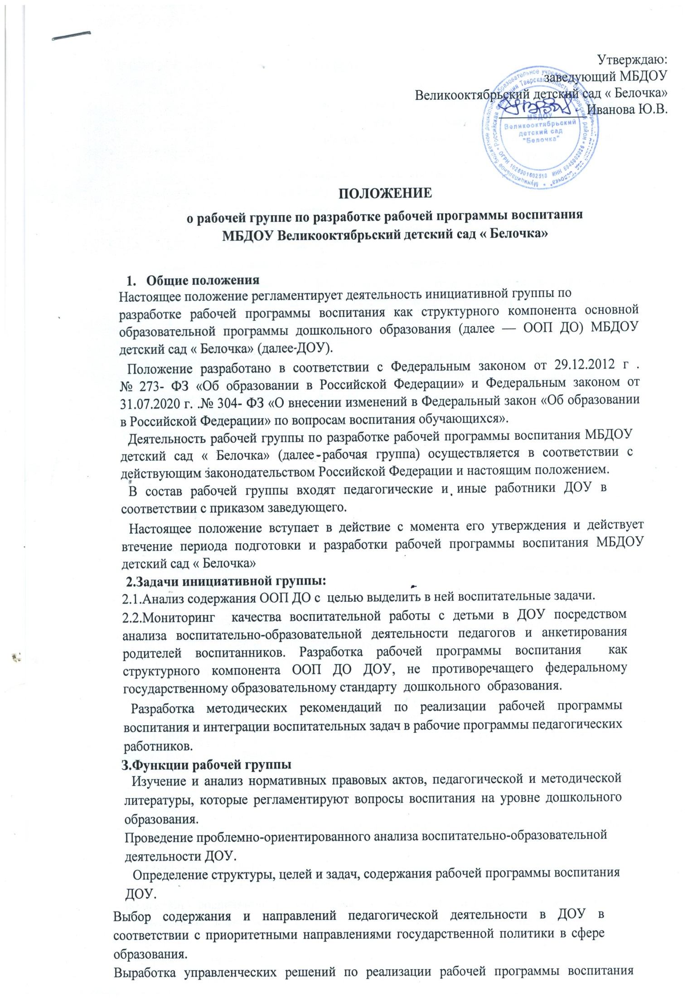 Утверждаю:
заведующий МБДОУ
Великооктябрьский детский сад « Белочка»
Иванова Ю.В.
Муниципальное бюджетное дошкольное образовательное учреждение Великооктябрьский детский сад "Белочка"
Российская Федерация Тверская область Фировский район * ОГРН 1026901602518 ИНН 6945002026
МБДОУ
Великооктябрьский
детский сад
"Белочка"
ПОЛОЖЕНИЕ
о рабочей группе по разработке рабочей программы воспитания
МБДОУ Великооктябрьский детский сад « Белочка»
1. Общие положения
Настоящее положение регламентирует деятельность инициативной группы по
разработке рабочей программы воспитания как структурного компонента основной
образовательной программы дошкольного образования (далее — ООП ДО) МБДОУ
детский сад « Белочка» (далее-ДОУ).
Положение разработано в соответствии с Федеральным законом от 29.12.2012 г .
№ 273- ФЗ «Об образовании в Российской Федерации» и Федеральным законом от
31.07.2020 г. .№ 304- ФЗ «О внесении изменений в Федеральный закон «Об образовании
в Российской Федерации» по вопросам воспитания обучающихся».
Деятельность рабочей группы по разработке рабочей программы воспитания МБДОУ
детский сад « Белочка» (далее-рабочая группа) осуществляется в соответствии с
действующим законодательством Российской Федерации и настоящим положением.
В состав рабочей группы входят педагогические и иные работники ДОУ в
соответствии с приказом заведующего.
Настоящее положение вступает в действие с момента его утверждения и действует
втечение периода подготовки и разработки рабочей программы воспитания МБДОУ
детский сад « Белочка»
2.Задачи инициативной группы:
2.1.Анализ содержания ООП ДО с целью выделить в ней воспитательные задачи.
2.2.Мониторинг качества воспитательной работы с детьми в ДОУ посредством
анализа воспитательно-образовательной деятельности педагогов и анкетирования
родителей воспитанников. Разработка рабочей программы воспитания как
структурного компонента ООП ДО ДОУ, не противоречащего федеральному
государственному образовательному стандарту дошкольного образования.
Разработка методических рекомендаций по реализации рабочей программы
воспитания и интеграции воспитательных задач в рабочие программы педагогических
работников.
3.Функции рабочей группы
Изучение и анализ нормативных правовых актов, педагогической и методической
литературы, которые регламентируют вопросы воспитания на уровне дошкольного
образования.
Проведение проблемно-ориентированного анализа воспитательно-образовательной
деятельности ДОУ.
Определение структуры, целей и задач, содержания рабочей программы воспитания
ДОУ.
Выбор содержания и направлений педагогической деятельности в ДОУ в
соответствии с приоритетными направлениями государственной политики в сфере
образования.
Выработка управленческих решений по реализации рабочей программы воспитания